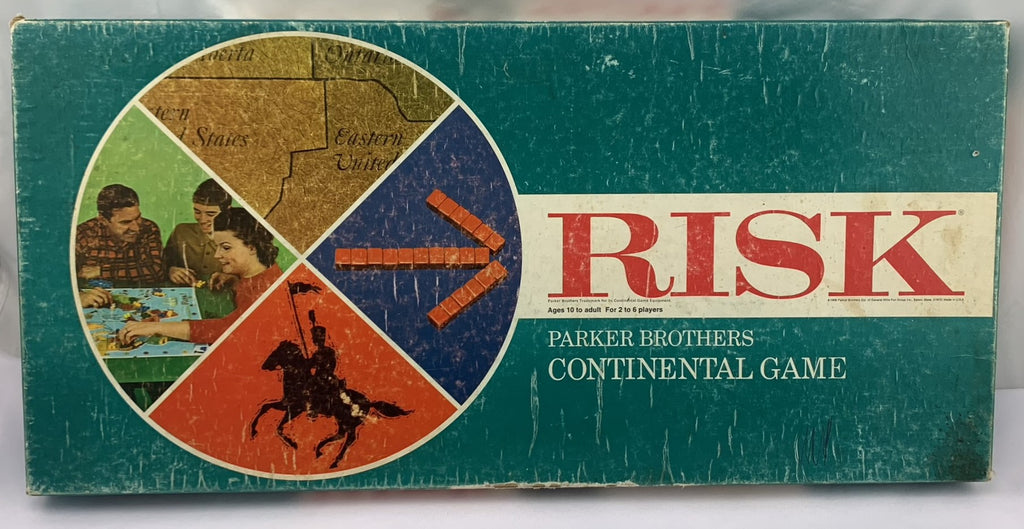 Alberta
Ontario
States
Eastern
United
RISK®
Parker Brothers Trademark for its Continental Game Equipment.
Ages 10 to adult For 2 to 6 players
PARKER BROTHERS
CONTINENTAL GAME